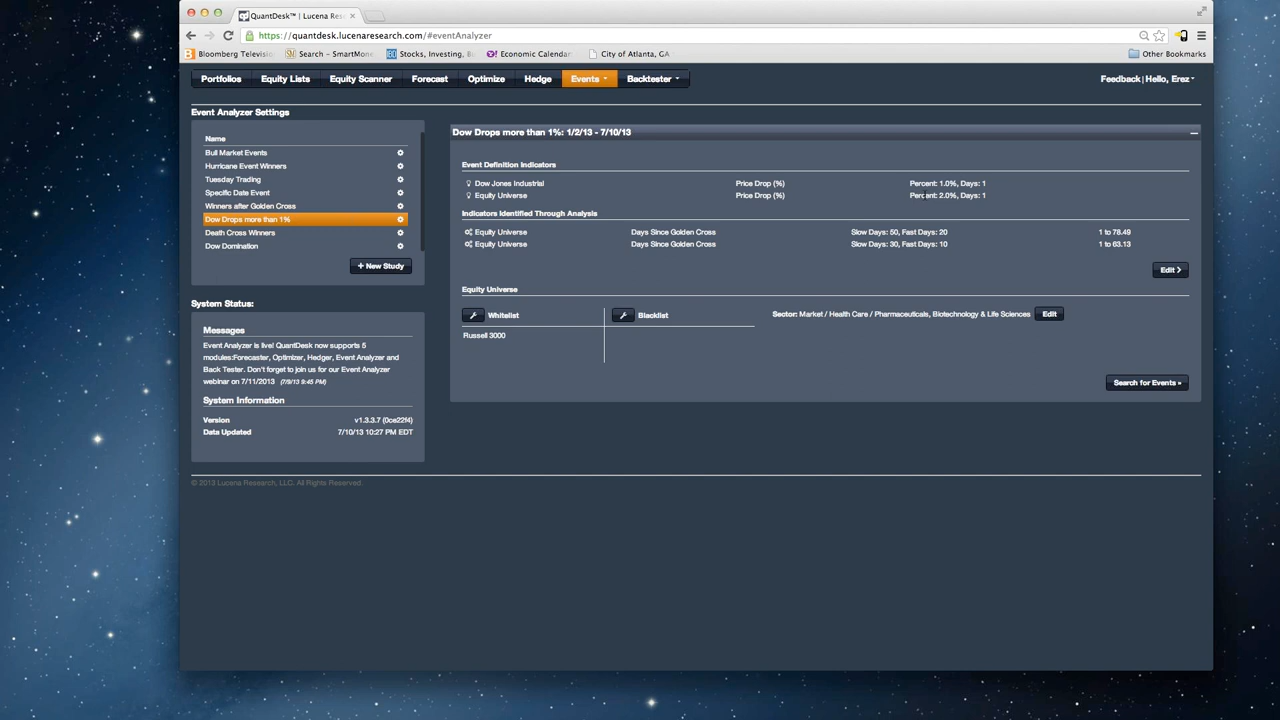 QuantDesk™ | Lucena Res
https://quantdesk.lucenaresearch.com/#eventAnalyzer
Bloomberg Televisi
Search – SmartMone
Stocks, Investing, B
Economic Calendar
City of Atlanta, GA
Other Bookmarks
Portfolios
Equity Lists
Equity Scanner
Forecast
Optimize
Hedge
Events
Backtester
Feedback | Hello, Erez
Event Analyzer Settings
Name
Bull Market Events
Hurricane Event Winners
Tuesday Trading
Specific Date Event
Winners after Golden Cross
Dow Drops more than 1%
Death Cross Winners
Dow Domination
+ New Study
System Status:
Messages
Event Analyzer is live! QuantDesk now supports 5
modules:Forecaster, Optimizer, Hedger, Event Analyzer and
Back Tester. Don't forget to join us for our Event Analyzer
webinar on 7/11/2013 (7/9/13 9:45 PM)
System Information
Version v1.3.3.7 (0ce22f4)
Data Updated 7/10/13 10:27 PM EDT
Dow Drops more than 1%: 1/2/13 - 7/10/13
Event Definition Indicators
Dow Jones Industrial Price Drop (%) Percent: 1.0%, Days: 1
Equity Universe Price Drop (%) Percent: 2.0%, Days: 1
Indicators Identified Through Analysis
Equity Universe Days Since Golden Cross Slow Days: 50, Fast Days: 20 1 to 78.49
Equity Universe Days Since Golden Cross Slow Days: 30, Fast Days: 10 1 to 63.13
Edit
Equity Universe
Whitelist
Russell 3000
Blacklist
Sector: Market / Health Care / Pharmaceuticals, Biotechnology & Life Sciences Edit
Search for Events »
© 2013 Lucena Research, LLC. All Rights Reserved.